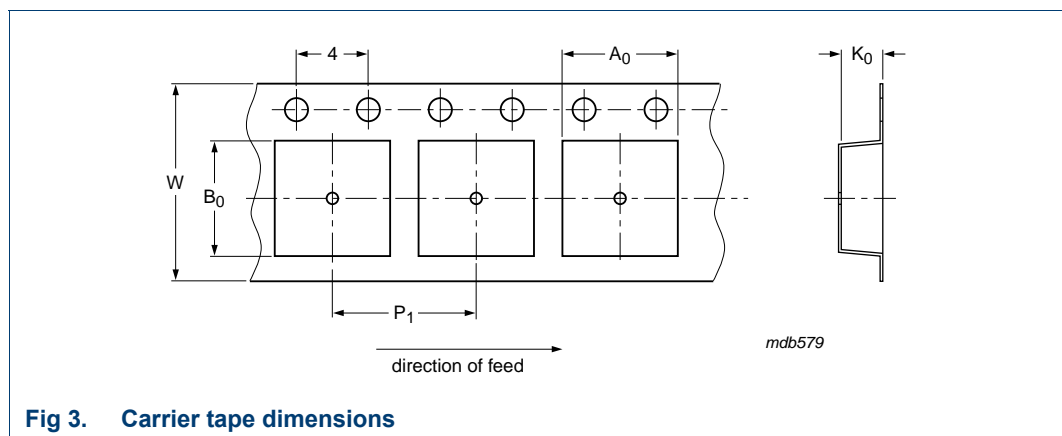 4
A0
K0
W
B0
P1
direction of feed
mdb579
Fig 3. Carrier tape dimensions